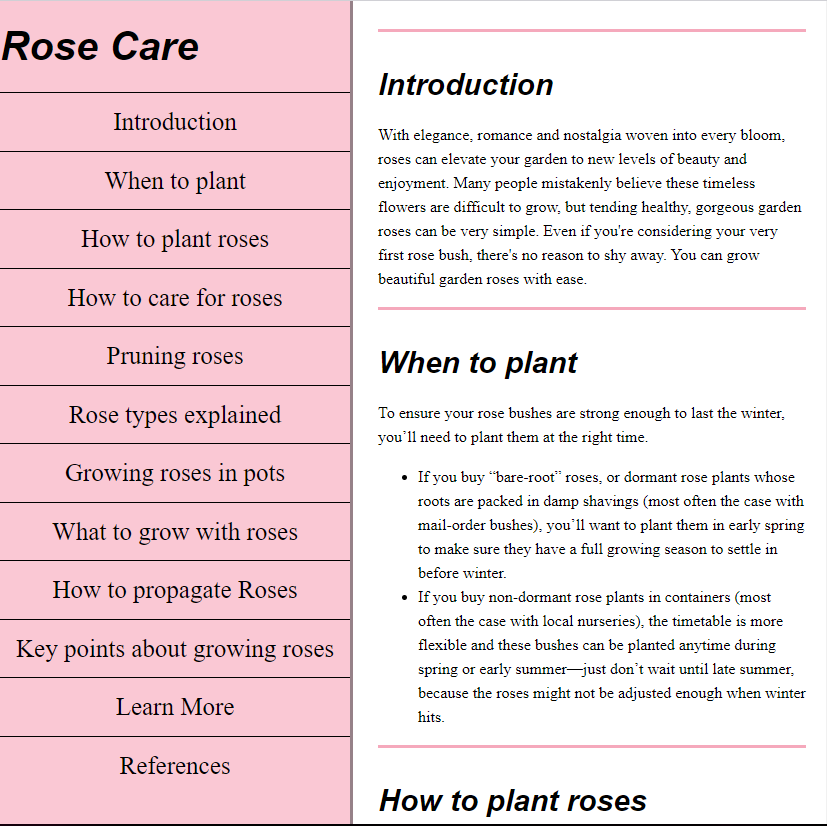 Rose Care
Introduction
When to plant
How to plant roses
How to care for roses
Pruning roses
Rose types explained
Growing roses in pots
What to grow with roses
How to propagate Roses
Key points about growing roses
Learn More
References
Introduction
With elegance, romance and nostalgia woven into every bloom,
roses can elevate your garden to new levels of beauty and
enjoyment. Many people mistakenly believe these timeless
flowers are difficult to grow, but tending healthy, gorgeous garden
roses can be very simple. Even if you're considering your very
first rose bush, there's no reason to shy away. You can grow
beautiful garden roses with ease.
When to plant
To ensure your rose bushes are strong enough to last the winter,
you’ll need to plant them at the right time.
• If you buy “bare-root” roses, or dormant rose plants whose
roots are packed in damp shavings (most often the case with
mail-order bushes), you’ll want to plant them in early spring
to make sure they have a full growing season to settle in
before winter.
• If you buy non-dormant rose plants in containers (most
often the case with local nurseries), the timetable is more
flexible and these bushes can be planted anytime during
spring or early summer—just don’t wait until late summer,
because the roses might not be adjusted enough when winter
hits.
How to plant roses